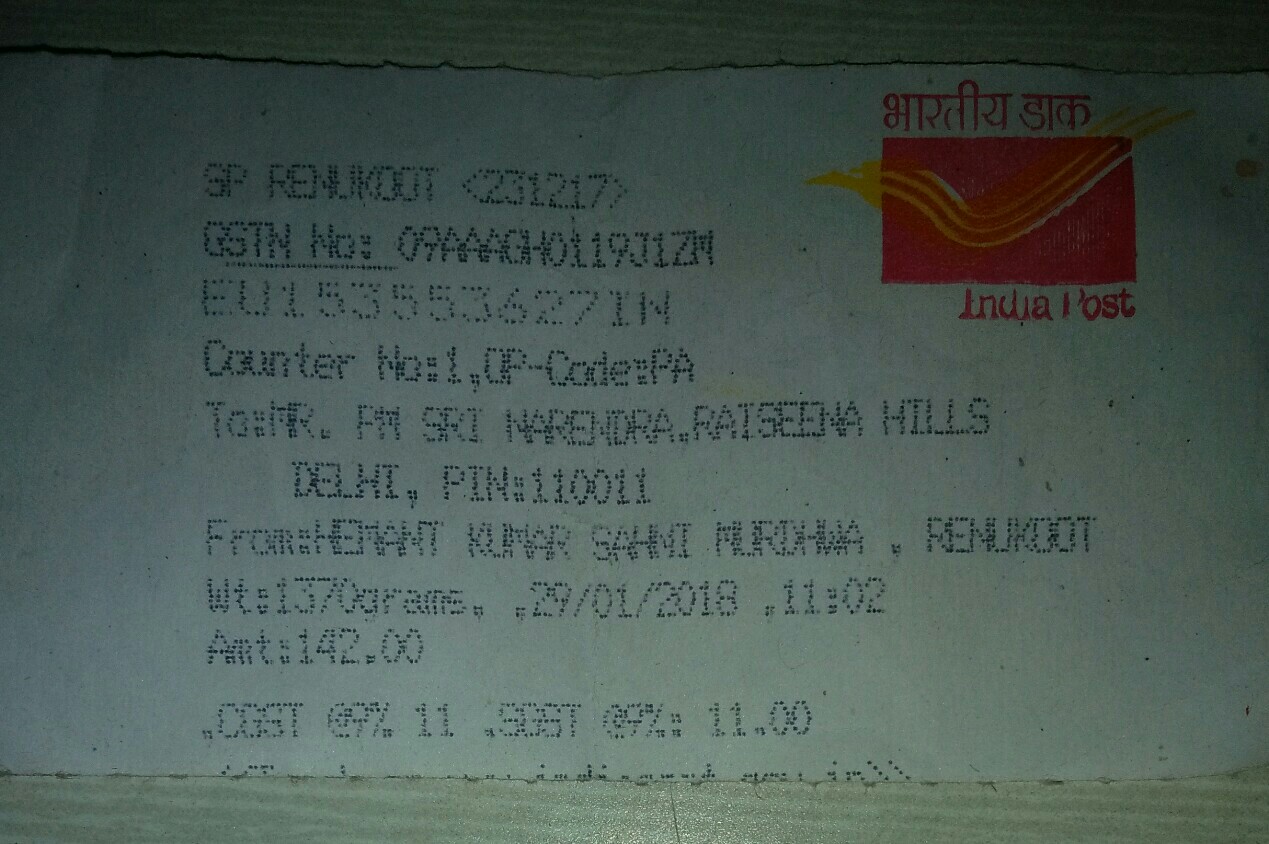 भारतीय डाक
India Post
SP RENUKOOT <231217>
GSTN No: 09AAAGH0119J1ZM
EU153553627IN
Counter No:1,OP-Code:PA
To:MR. PM SRI NARENDRA,RAISEENA HILLS
DELHI, PIN:110011
From:HEMANT KUMAR SAHNI MURDHWA , RENUKOOT
Wt:1370grams, ,29/01/2018 ,11:02
Amt:142.00
,CGST @9% 11 ,SGST @9%: 11.00